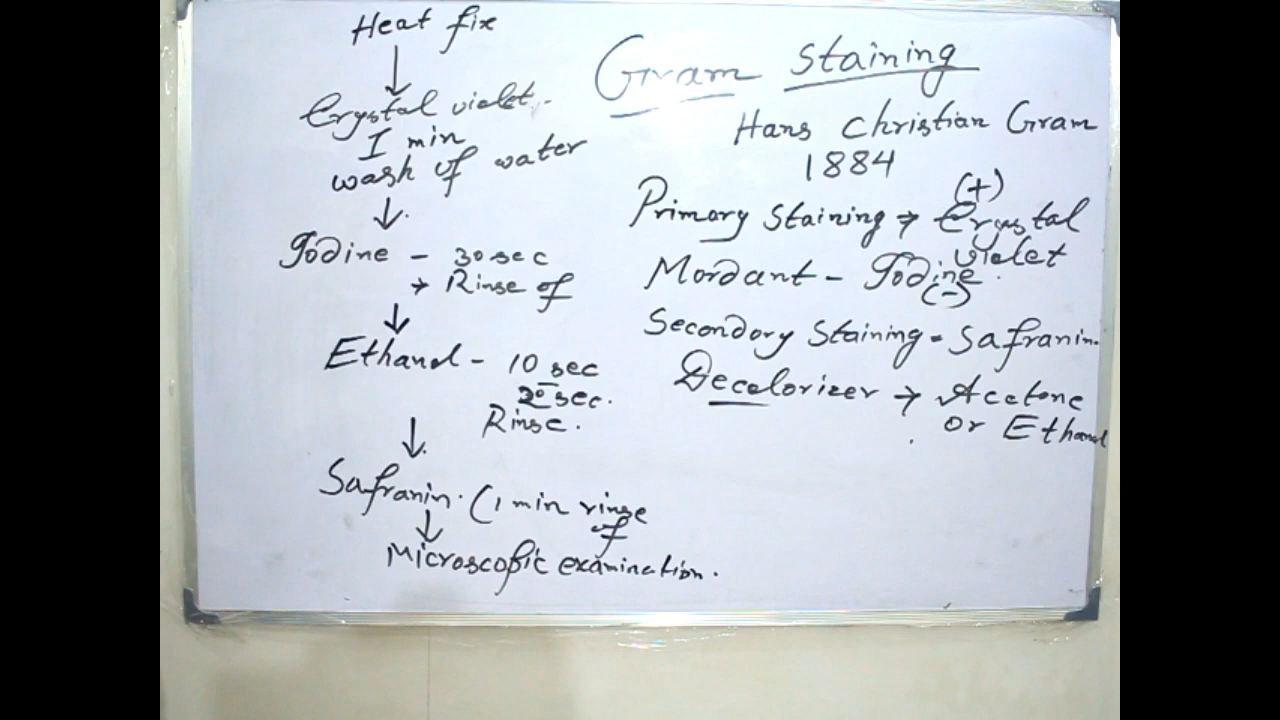 Heat fix
Crystal violet.
1 min
wash of water
Iodine - 30 sec
→ Rinse of
Ethanol - 10 sec
20 sec.
Rinse.
Safranin. (1 min rinse
of
Microscopic examination.
Gram Staining
Hans Christian Gram
1884
(+)
Primary Staining → Crystal
violet
Mordant - Iodine.
(-)
Secondory Staining - Safranin.
Decolorizer → Acetone
or Ethanol